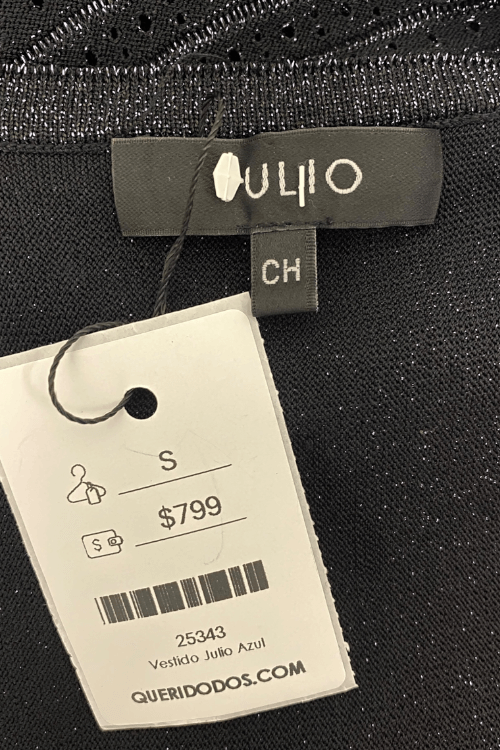 JULIO
CH
S
$799
$
25343
Vestido Julio Azul
QUERIDODOS.COM